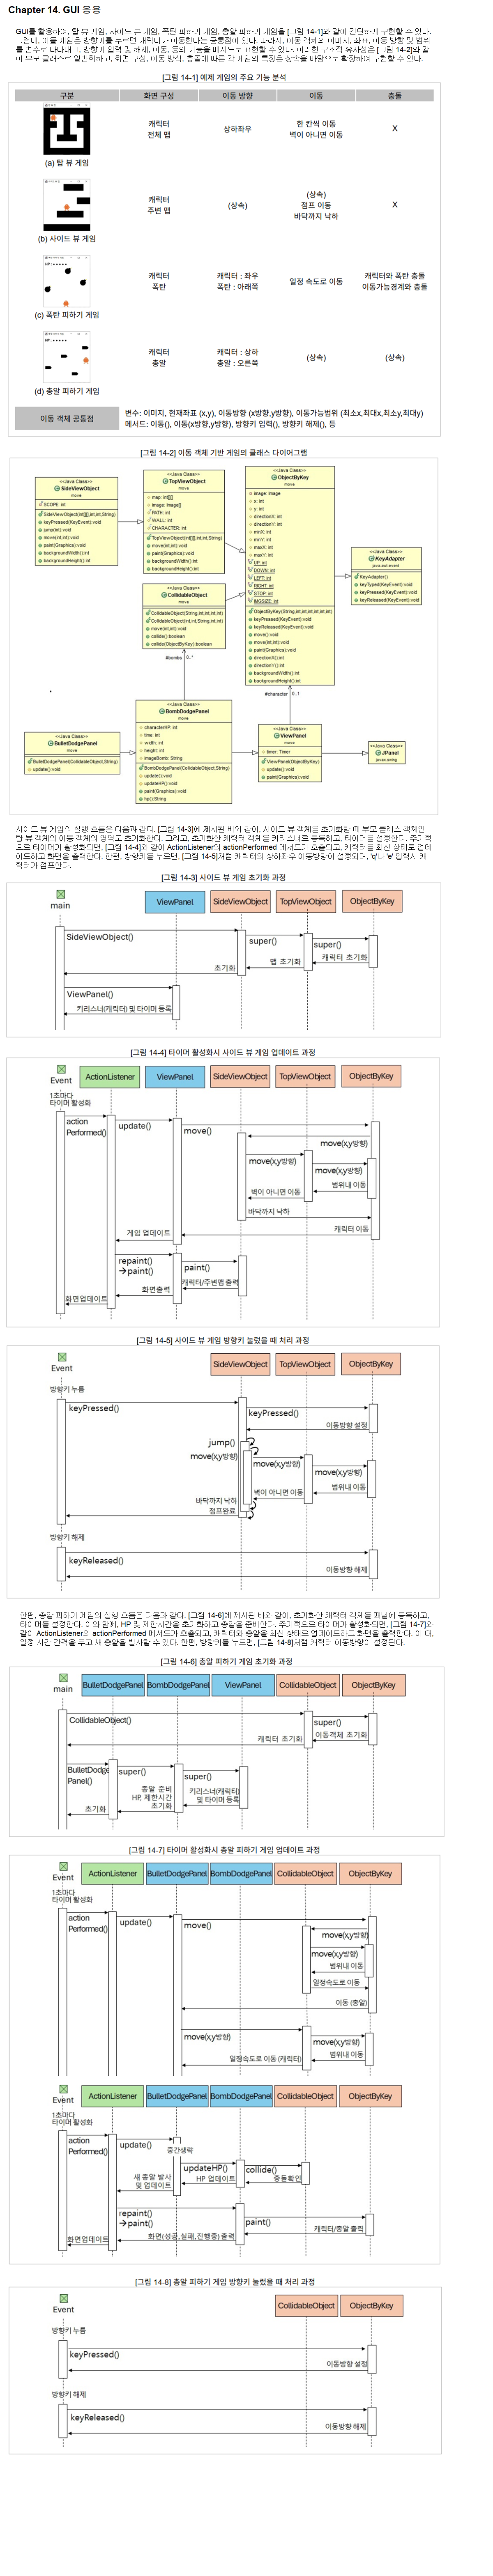 Chapter 14. GUI 응용
GUI를 활용하여, 탑 뷰 게임, 사이드 뷰 게임, 폭탄 피하기 게임, 총알 피하기 게임을 [그림 14-1]와 같이 간단하게 구현할 수 있다.
그런데, 이들 게임은 방향키를 누르면 캐릭터가 이동한다는 공통점이 있다. 따라서, 이동 객체의 이미지, 좌표, 이동 방향 및 범위
를 변수로 나타내고, 방향키 입력 및 해제, 이동, 등의 기능을 메서드로 표현할 수 있다. 이러한 구조적 유사성은 [그림 14-2]와 같
이 부모 클래스로 일반화하고, 화면 구성, 이동 방식, 충돌에 따른 각 게임의 특징은 상속을 바탕으로 확장하여 구현할 수 있다.
[그림 14-1] 예제 게임의 주요 기능 분석
구분 화면 구성 이동 방향 이동 충돌
캐릭터
전체 맵
상하좌우
한 칸씩 이동
벽이 아니면 이동
X
(a) 탑 뷰 게임
캐릭터
주변 맵
(상속)
(상속)
점프 이동
바닥까지 낙하
X
(b) 사이드 뷰 게임
캐릭터
폭탄
캐릭터 : 좌우
폭탄 : 아래쪽
일정 속도로 이동
캐릭터와 폭탄 충돌
이동가능경계와 충돌
(c) 폭탄 피하기 게임
캐릭터
총알
캐릭터 : 상하
총알 : 오른쪽
(상속)
(상속)
(d) 총알 피하기 게임
이동 객체 공통점
변수: 이미지, 현재좌표 (x,y), 이동방향 (x방향,y방향), 이동가능범위 (최소x,최대x,최소y,최대y)
메서드: 이동(), 이동(x방향,y방향), 방향키 입력(), 방향키 해제(), 등
[그림 14-2] 이동 객체 기반 게임의 클래스 다이어그램
<<Java Class>>
SideViewObject
move
SCOPE: int
SideViewObject(int[][],int,int,String)
keyPressed(KeyEvent):void
jump(int):void
move(int,int):void
paint(Graphics):void
backgroundWidth():int
backgroundHeight():int
<<Java Class>>
TopViewObject
move
map: int[][]
image: Image[]
PATH: int
WALL: int
CHARACTER: int
TopViewObject(int[][],int,int,String)
move(int,int):void
paint(Graphics):void
backgroundWidth():int
backgroundHeight():int
<<Java Class>>
ObjectByKey
move
image: Image
x: int
y: int
directionX: int
directionY: int
minX: int
minY: int
maxX: int
maxY: int
UP: int
DOWN: int
LEFT: int
RIGHT: int
STOP: int
IMGSIZE: int
ObjectByKey(String,int,int,int,int,int,int)
keyPressed(KeyEvent):void
keyReleased(KeyEvent):void
move():void
move(int,int):void
paint(Graphics):void
directionX():int
directionY():int
backgroundWidth():int
backgroundHeight():int
<<Java Class>>
KeyAdapter
java.awt.event
KeyAdapter()
keyTyped(KeyEvent):void
keyPressed(KeyEvent):void
keyReleased(KeyEvent):void
<<Java Class>>
CollidableObject
move
CollidableObject(String,int,int,int,int)
CollidableObject(int,int,String,int,int)
move(int,int):void
collide():boolean
collide(ObjectByKey):boolean
#bombs 0..*
#character 0..1
<<Java Class>>
BulletDodgePanel
move
BulletDodgePanel(CollidableObject,String)
update():void
<<Java Class>>
BombDodgePanel
move
characterHP: int
time: int
width: int
height: int
imageBomb: String
BombDodgePanel(CollidableObject,String)
update():void
updateHP():void
paint(Graphics):void
hp():String
<<Java Class>>
ViewPanel
move
timer: Timer
ViewPanel(ObjectByKey)
update():void
paint(Graphics):void
<<Java Class>>
JPanel
javax.swing
사이드 뷰 게임의 실행 흐름은 다음과 같다. [그림 14-3]에 제시된 바와 같이, 사이드 뷰 객체를 초기화할 때 부모 클래스 객체인
탑 뷰 객체와 이동 객체의 영역도 초기화한다. 그리고, 초기화한 캐릭터 객체를 키리스너로 등록하고, 타이머를 설정한다. 주기적
으로 타이머가 활성화되면, [그림 14-4]와 같이 ActionListener의 actionPerformed 메서드가 호출되고, 캐릭터를 최신 상태로 업데
이트하고 화면을 출력한다. 한편, 방향키를 누르면, [그림 14-5]처럼 캐릭터의 상하좌우 이동방향이 설정되며, 'q'나 'e' 입력시 캐
릭터가 점프한다.
[그림 14-3] 사이드 뷰 게임 초기화 과정
main
ViewPanel SideViewObject TopViewObject ObjectByKey
SideViewObject()
super()
super()
캐릭터 초기화
맵 초기화
초기화
ViewPanel()
키리스너(캐릭터) 및 타이머 등록
[그림 14-4] 타이머 활성화시 사이드 뷰 게임 업데이트 과정
Event
ActionListener ViewPanel SideViewObject TopViewObject ObjectByKey
1초마다
타이머 활성화
action
Performed()
update()
move()
move(x,y방향)
move(x,y방향)
move(x,y방향)
범위내 이동
벽이 아니면 이동
바닥까지 낙하
캐릭터 이동
게임 업데이트
repaint()
→paint()
paint()
캐릭터/주변맵 출력
화면출력
화면업데이트
[그림 14-5] 사이드 뷰 게임 방향키 눌렀을 때 처리 과정
Event
SideViewObject TopViewObject ObjectByKey
방향키 누름
keyPressed()
keyPressed()
이동방향 설정
jump()
move(x,y방향)
move(x,y방향)
move(x,y방향)
범위내 이동
벽이 아니면 이동
바닥까지 낙하
점프완료
방향키 해제
keyReleased()
이동방향 해제
한편, 총알 피하기 게임의 실행 흐름은 다음과 같다. [그림 14-6]에 제시된 바와 같이, 초기화한 캐릭터 객체를 패널에 등록하고,
타이머를 설정한다. 이와 함께, HP 및 제한시간을 초기화하고 총알을 준비한다. 주기적으로 타이머가 활성화되면, [그림 14-7]와
같이 ActionListener의 actionPerformed 메서드가 호출되고, 캐릭터와 총알을 최신 상태로 업데이트하고 화면을 출력한다. 이 때,
일정 시간 간격을 두고 새 총알을 발사할 수 있다. 한편, 방향키를 누르면, [그림 14-8]처럼 캐릭터 이동방향이 설정된다.
[그림 14-6] 총알 피하기 게임 초기화 과정
main
BulletDodgePanel BombDodgePanel ViewPanel CollidableObject ObjectByKey
CollidableObject()
super()
이동객체 초기화
캐릭터 초기화
BulletDodge
Panel()
super()
super()
총알 준비
HP, 제한시간
초기화
키리스너(캐릭터)
및 타이머 등록
초기화
[그림 14-7] 타이머 활성화시 총알 피하기 게임 업데이트 과정
Event
ActionListener BulletDodgePanel BombDodgePanel CollidableObject ObjectByKey
1초마다
타이머 활성화
action
Performed()
update()
move()
move(x,y방향)
move(x,y방향)
범위내 이동
일정속도로 이동
이동 (총알)
move(x,y방향)
move(x,y방향)
범위내 이동
일정속도로 이동 (캐릭터)
Event
ActionListener BulletDodgePanel BombDodgePanel CollidableObject ObjectByKey
1초마다
타이머 활성화
action
Performed()
update()
중간생략
updateHP()
collide()
충돌확인
HP 업데이트
새 총알 발사
및 업데이트
repaint()
→paint()
paint()
캐릭터/총알 출력
화면(성공,실패,진행중) 출력
화면업데이트
[그림 14-8] 총알 피하기 게임 방향키 눌렀을 때 처리 과정
Event
CollidableObject ObjectByKey
방향키 누름
keyPressed()
이동방향 설정
방향키 해제
keyReleased()
이동방향 해제